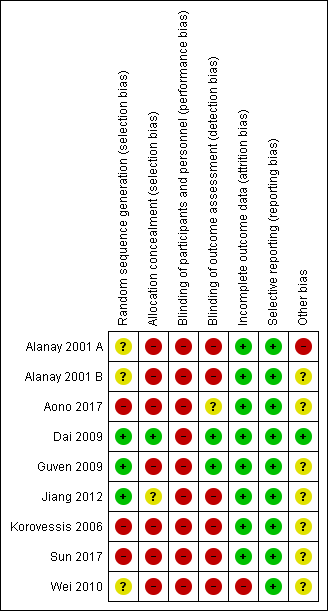 Random sequence generation (selection bias)
Allocation concealment (selection bias)
Blinding of participants and personnel (performance bias)
Blinding of outcome assessment (detection bias)
Incomplete outcome data (attrition bias)
Selective reporting (reporting bias)
Other bias
Alanay 2001 A ? - - - + + -
Alanay 2001 B ? - - - + + ?
Aono 2017 - - - ? + + ?
Dai 2009 + + - + + + +
Guven 2009 + - - + + + ?
Jiang 2012 + ? - - + + ?
Korovessis 2006 - - - - + + ?
Sun 2017 - - - - + + ?
Wei 2010 ? - - - - + ?